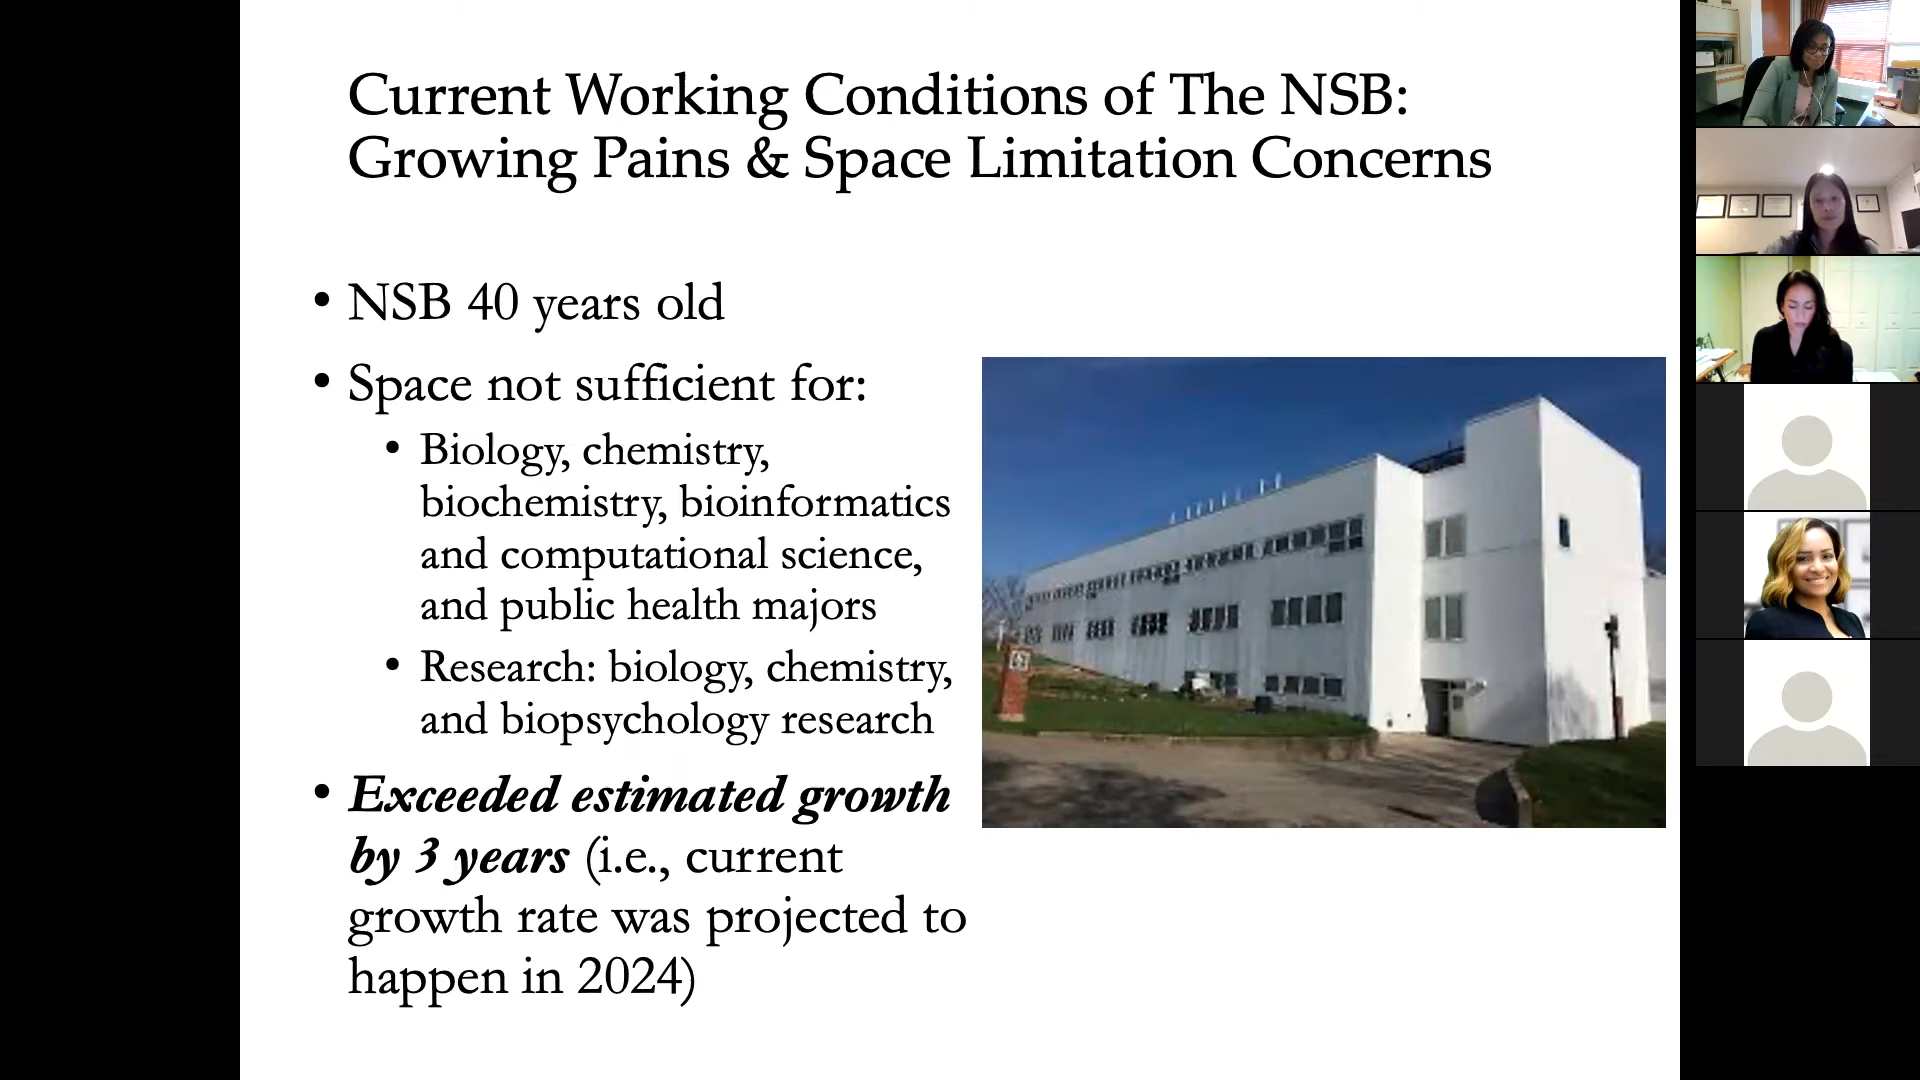 Current Working Conditions of The NSB:
Growing Pains & Space Limitation Concerns
• NSB 40 years old
• Space not sufficient for:
• Biology, chemistry,
biochemistry, bioinformatics
and computational science,
and public health majors
• Research: biology, chemistry,
and biopsychology research
• Exceeded estimated growth
by 3 years (i.e., current
growth rate was projected to
happen in 2024)